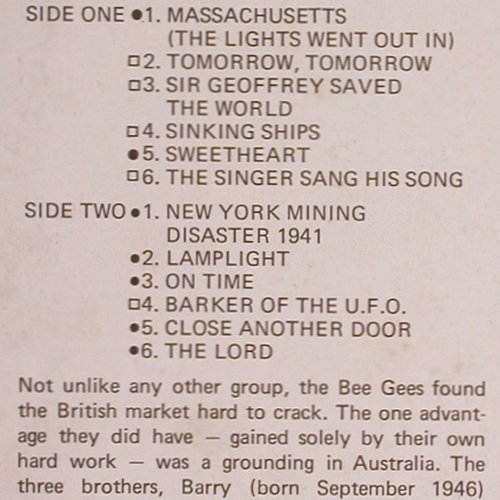 SIDE ONE ●1. MASSACHUSETTS
(THE LIGHTS WENT OUT IN)
□2. TOMORROW, TOMORROW
□3. SIR GEOFFREY SAVED
THE WORLD
□4. SINKING SHIPS
●5. SWEETHEART
□6. THE SINGER SANG HIS SONG
SIDE TWO ●1. NEW YORK MINING
DISASTER 1941
●2. LAMPLIGHT
●3. ON TIME
□4. BARKER OF THE U.F.O.
●5. CLOSE ANOTHER DOOR
●6. THE LORD
Not unlike any other group, the Bee Gees found
the British market hard to crack. The one advant-
age they did have — gained solely by their own
hard work — was a grounding in Australia. The
three brothers, Barry (born September 1946)